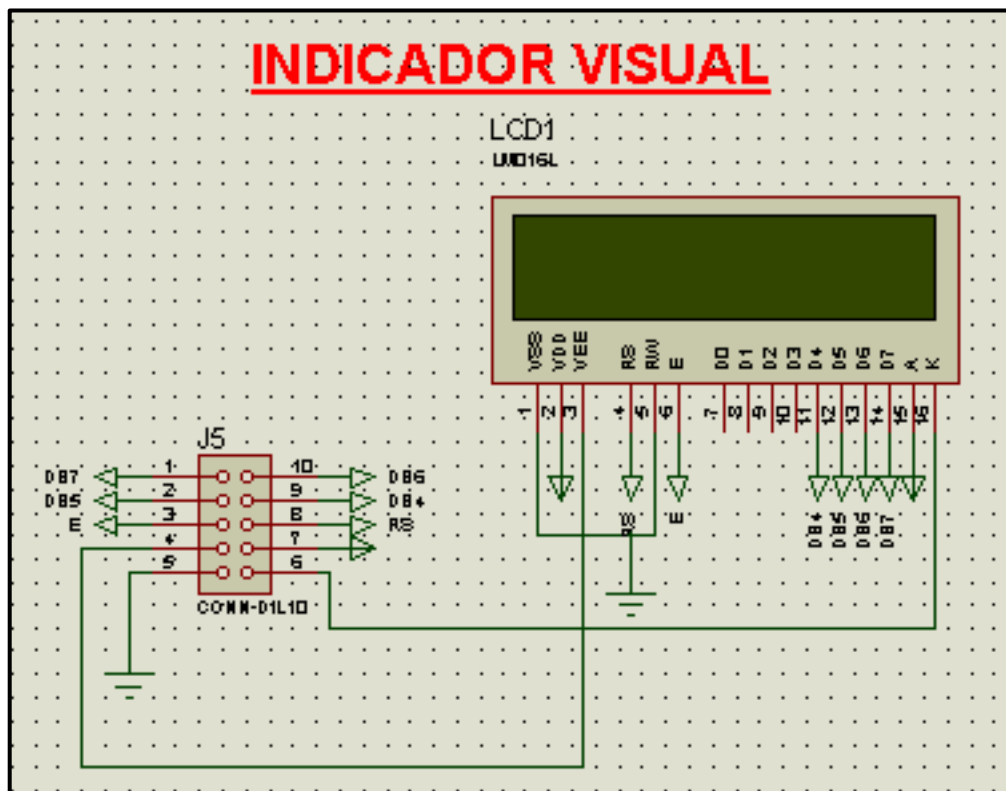 INDICADOR VISUAL
LCD1
LM016L
VSS
VDD
VEE
RS
RW
E
D0
D1
D2
D3
D4
D5
D6
D7
A
K
1
2
3
4
5
6
7
8
9
10
11
12
13
14
15
16
RS
E
DB4
DB5
DB6
DB7
J5
DB7 1 10 DB6
DB5 2 9 DB4
E 3 8 RS
4 7
5 6
CONN-D1L10